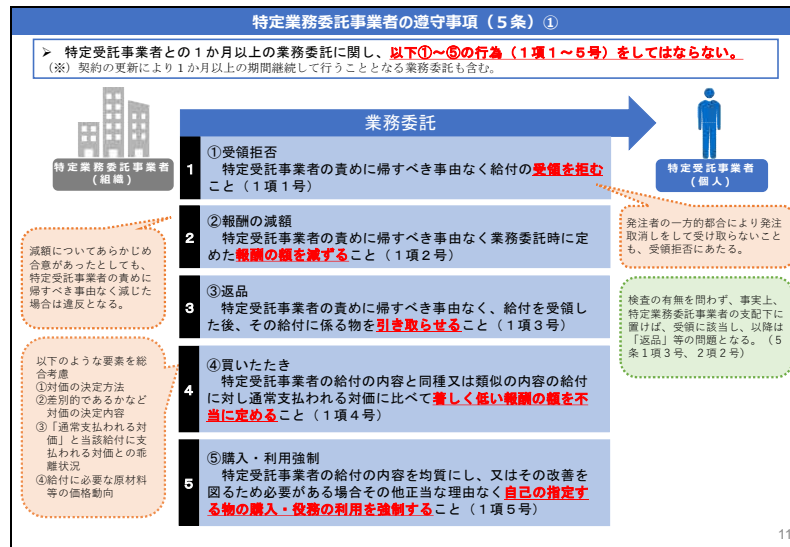 特定業務委託事業者の遵守事項（５条）①
➢ 特定受託事業者との１か月以上の業務委託に関し、以下①～⑤の行為（１項１～５号）をしてはならない。
（※）契約の更新により１か月以上の期間継続して行うこととなる業務委託も含む。
業務委託
特定業務委託事業者
(組織)
特定受託事業者
(個人)
1
①受領拒否
特定受託事業者の責めに帰すべき事由なく給付の受領を拒む
こと（１項１号）
2
②報酬の減額
特定受託事業者の責めに帰すべき事由なく業務委託時に定
めた報酬の額を減ずること（１項２号）
3
③返品
特定受託事業者の責めに帰すべき事由なく、給付を受領し
た後、その給付に係る物を引き取らせること（１項３号）
4
④買いたたき
特定受託事業者の給付の内容と同種又は類似の内容の給付
に対し通常支払われる対価に比べて著しく低い報酬の額を不
当に定めること（１項４号）
5
⑤購入・利用強制
特定受託事業者の給付の内容を均質にし、又はその改善を
図るため必要がある場合その他正当な理由なく自己の指定す
る物の購入・役務の利用を強制すること（１項５号）
減額についてあらかじめ
合意があったとしても、
特定受託事業者の責めに
帰すべき事由なく減じた
場合は違反となる。
以下のような要素を総
合考慮
①対価の決定方法
②差別的であるかなど
対価の決定内容
③「通常支払われる対
価」と当該給付に支
払われる対価との乖
離状況
④給付に必要な原材料
等の価格動向
発注者の一方的都合により発注
取消しをして受け取らないこと
も、受領拒否にあたる。
検査の有無を問わず、事実上、
特定業務委託事業者の支配下に
置けば、受領に該当し、以降は
「返品」等の問題となる。（５
条１項３号、２項２号）
11